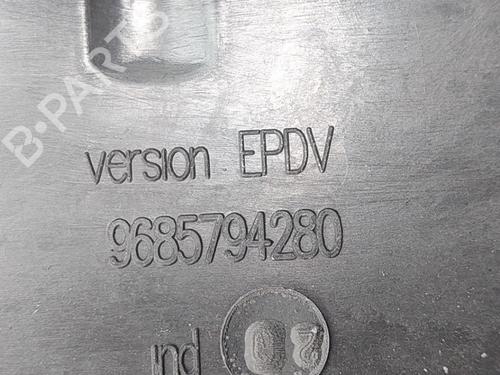 B-PARTS
version EPDV
9685794280
ind